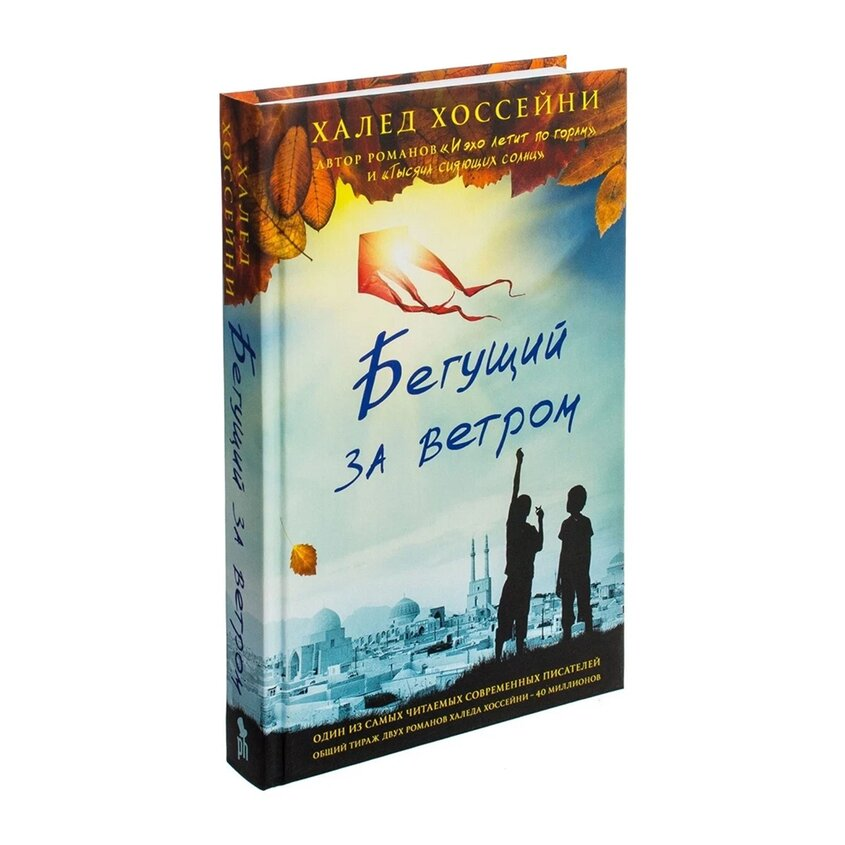 ХАЛЕД ХОССЕЙНИ
АВТОР РОМАНОВ «И эхо летит по горам»
И «Тысяча сияющих солнц»
Бегущий
за ветром
ОДИН ИЗ САМЫХ ЧИТАЕМЫХ СОВРЕМЕННЫХ ПИСАТЕЛЕЙ
ОБЩИЙ ТИРАЖ ДВУХ РОМАНОВ ХАЛЕДА ХОССЕЙНИ – 40 МИЛЛИОНОВ
ХАЛЕД
ХОССЕЙНИ
Бегущий за ветром
ph